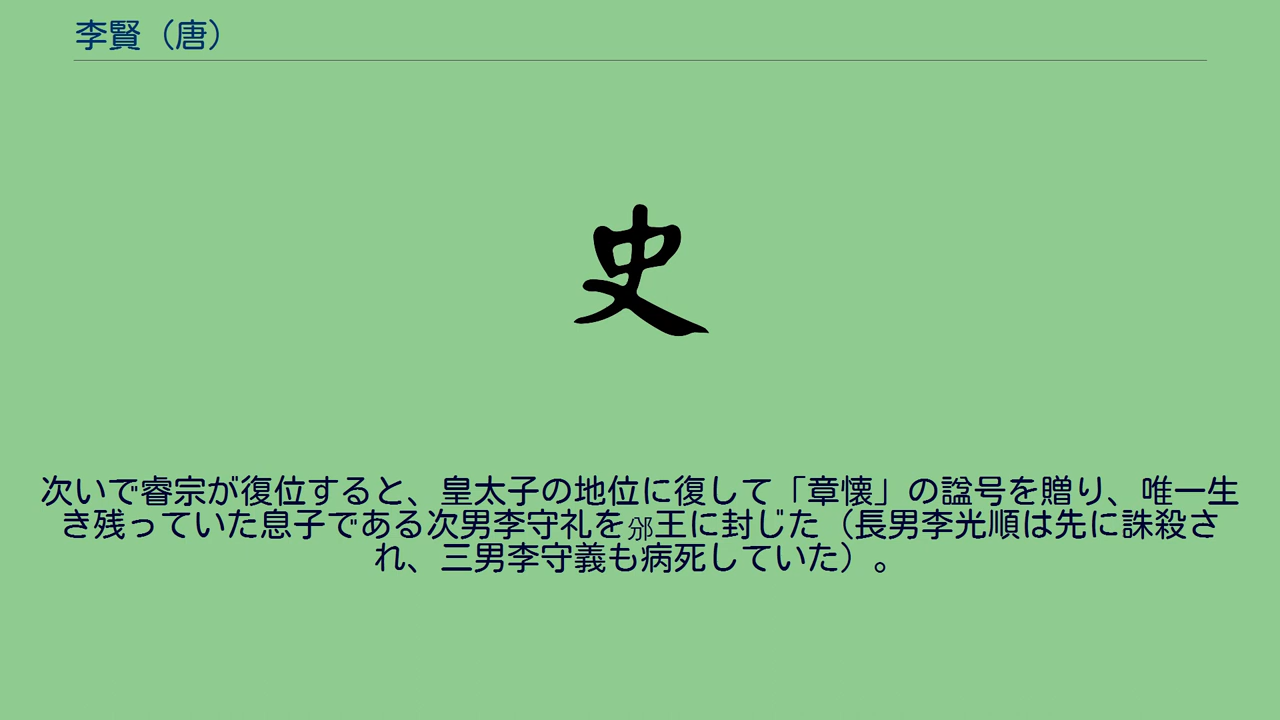 李賢（唐）
史
次いで睿宗が復位すると、皇太子の地位に復して「章懐」の諡号を贈り、唯一生
き残っていた息子である次男李守礼を邠王に封じた（長男李光順は先に誅殺さ
れ、三男李守義も病死していた）。